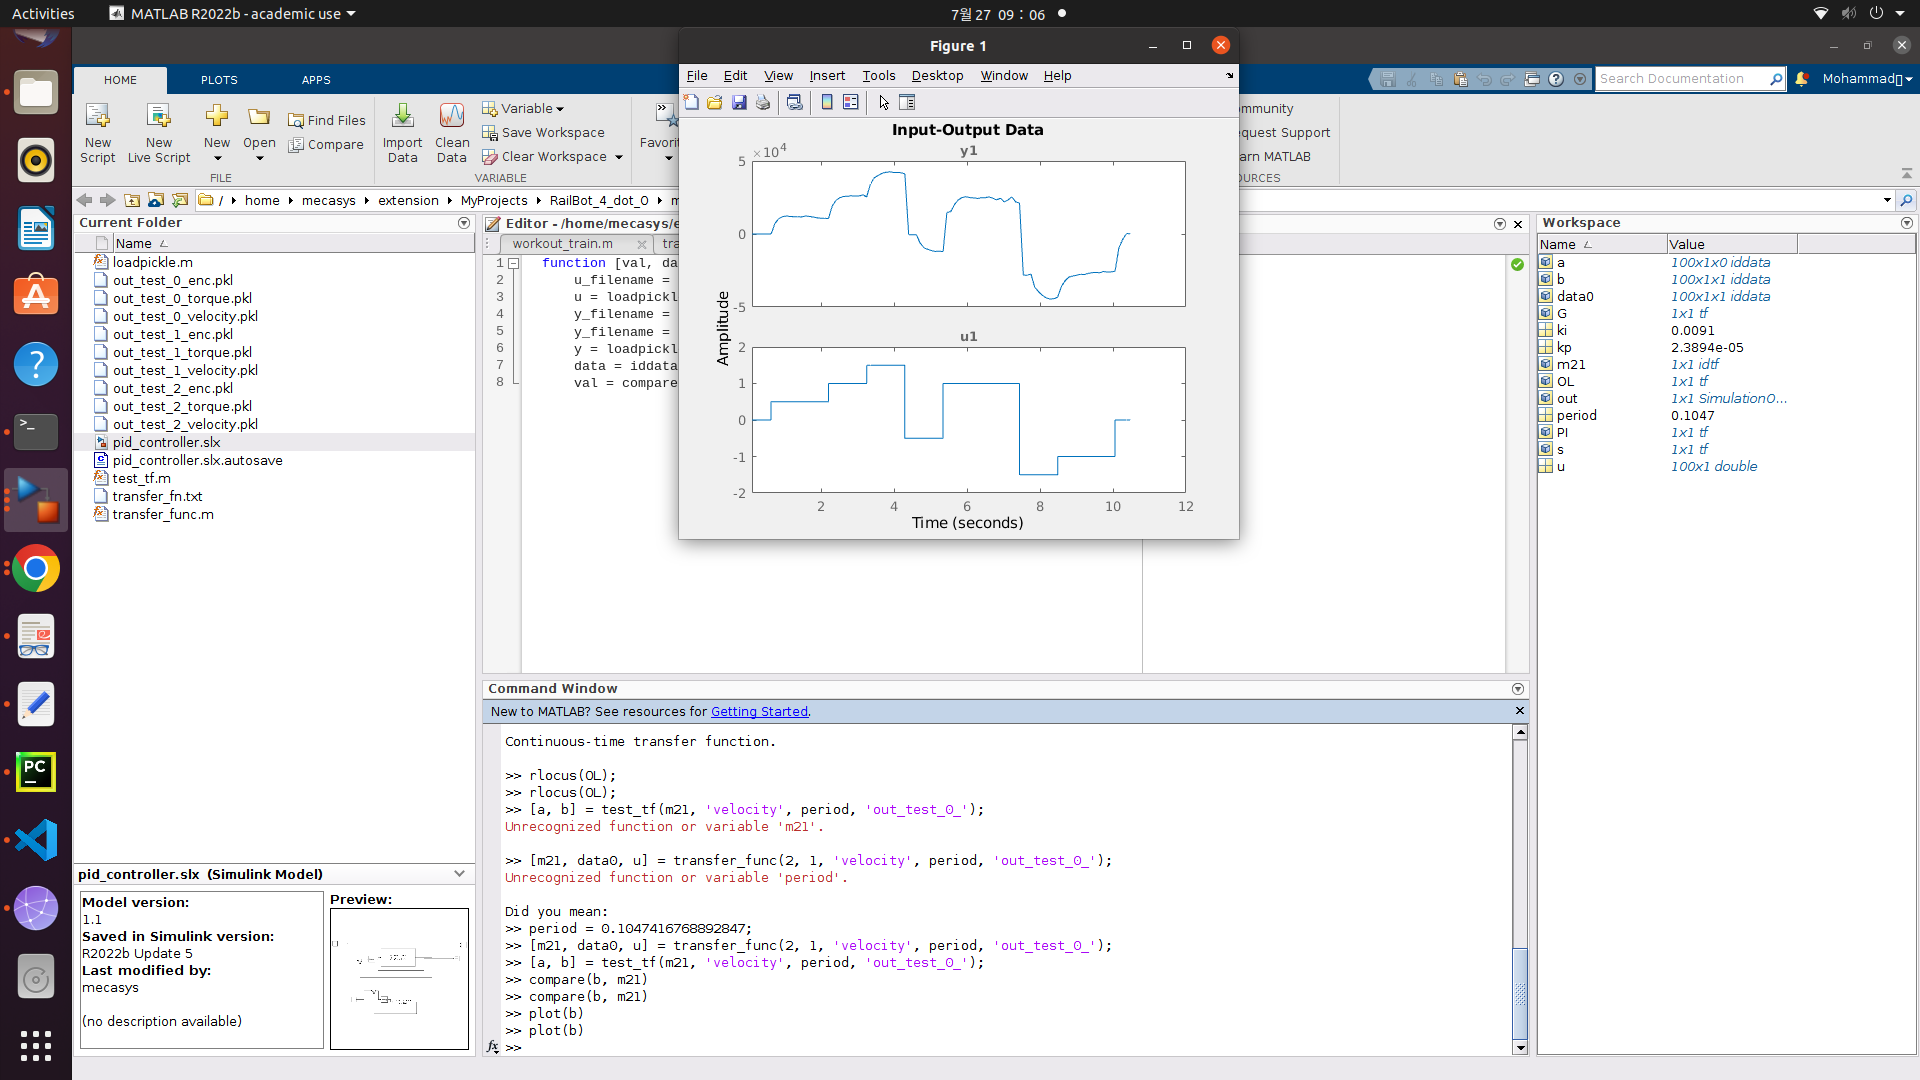 Activities
MATLAB R2022b - academic use
7월 27 09 : 06
Figure 1
File Edit View Insert Tools Desktop Window Help
HOME PLOTS APPS
Search Documentation
New Script
New Live Script
New
Open
Find Files
Compare
FILE
Import Data
Clean Data
Variable
Save Workspace
Clear Workspace
VARIABLE
/ home mecasys extension MyProjects RailBot_4_dot_0
Current Folder
Name
loadpickle.m
out_test_0_enc.pkl
out_test_0_torque.pkl
out_test_0_velocity.pkl
out_test_1_enc.pkl
out_test_1_torque.pkl
out_test_1_velocity.pkl
out_test_2_enc.pkl
out_test_2_torque.pkl
out_test_2_velocity.pkl
pid_controller.slx
pid_controller.slx.autosave
test_tf.m
transfer_fn.txt
transfer_func.m
pid_controller.slx (Simulink Model)
Model version:
1.1
Saved in Simulink version:
R2022b Update 5
Last modified by:
mecasys
(no description available)
Preview:
Editor - /home/mecasys/e
workout_train.m tra
1 function [val, da
2 u_filename =
3 u = loadpickl
4 y_filename =
5 y_filename =
6 y = loadpickl
7 data = iddata
8 val = compare
Input-Output Data
y1
×10⁴
5
0
-5
Amplitude
u1
2
1
0
-1
-2
2 4 6 8 10 12
Time (seconds)
Command Window
New to MATLAB? See resources for Getting Started.
Continuous-time transfer function.
>> rlocus(OL);
>> rlocus(OL);
>> [a, b] = test_tf(m21, 'velocity', period, 'out_test_0_');
Unrecognized function or variable 'm21'.
>> [m21, data0, u] = transfer_func(2, 1, 'velocity', period, 'out_test_0_');
Unrecognized function or variable 'period'.
Did you mean:
>> period = 0.1047416768892847;
>> [m21, data0, u] = transfer_func(2, 1, 'velocity', period, 'out_test_0_');
>> [a, b] = test_tf(m21, 'velocity', period, 'out_test_0_');
>> compare(b, m21)
>> compare(b, m21)
>> plot(b)
>> plot(b)
fx >>
Workspace
Name Value
a 100x1x0 iddata
b 100x1x1 iddata
data0 100x1x1 iddata
G 1x1 tf
ki 0.0091
kp 2.3894e-05
m21 1x1 idtf
OL 1x1 tf
out 1x1 SimulationO...
period 0.1047
PI 1x1 tf
s 1x1 tf
u 100x1 double